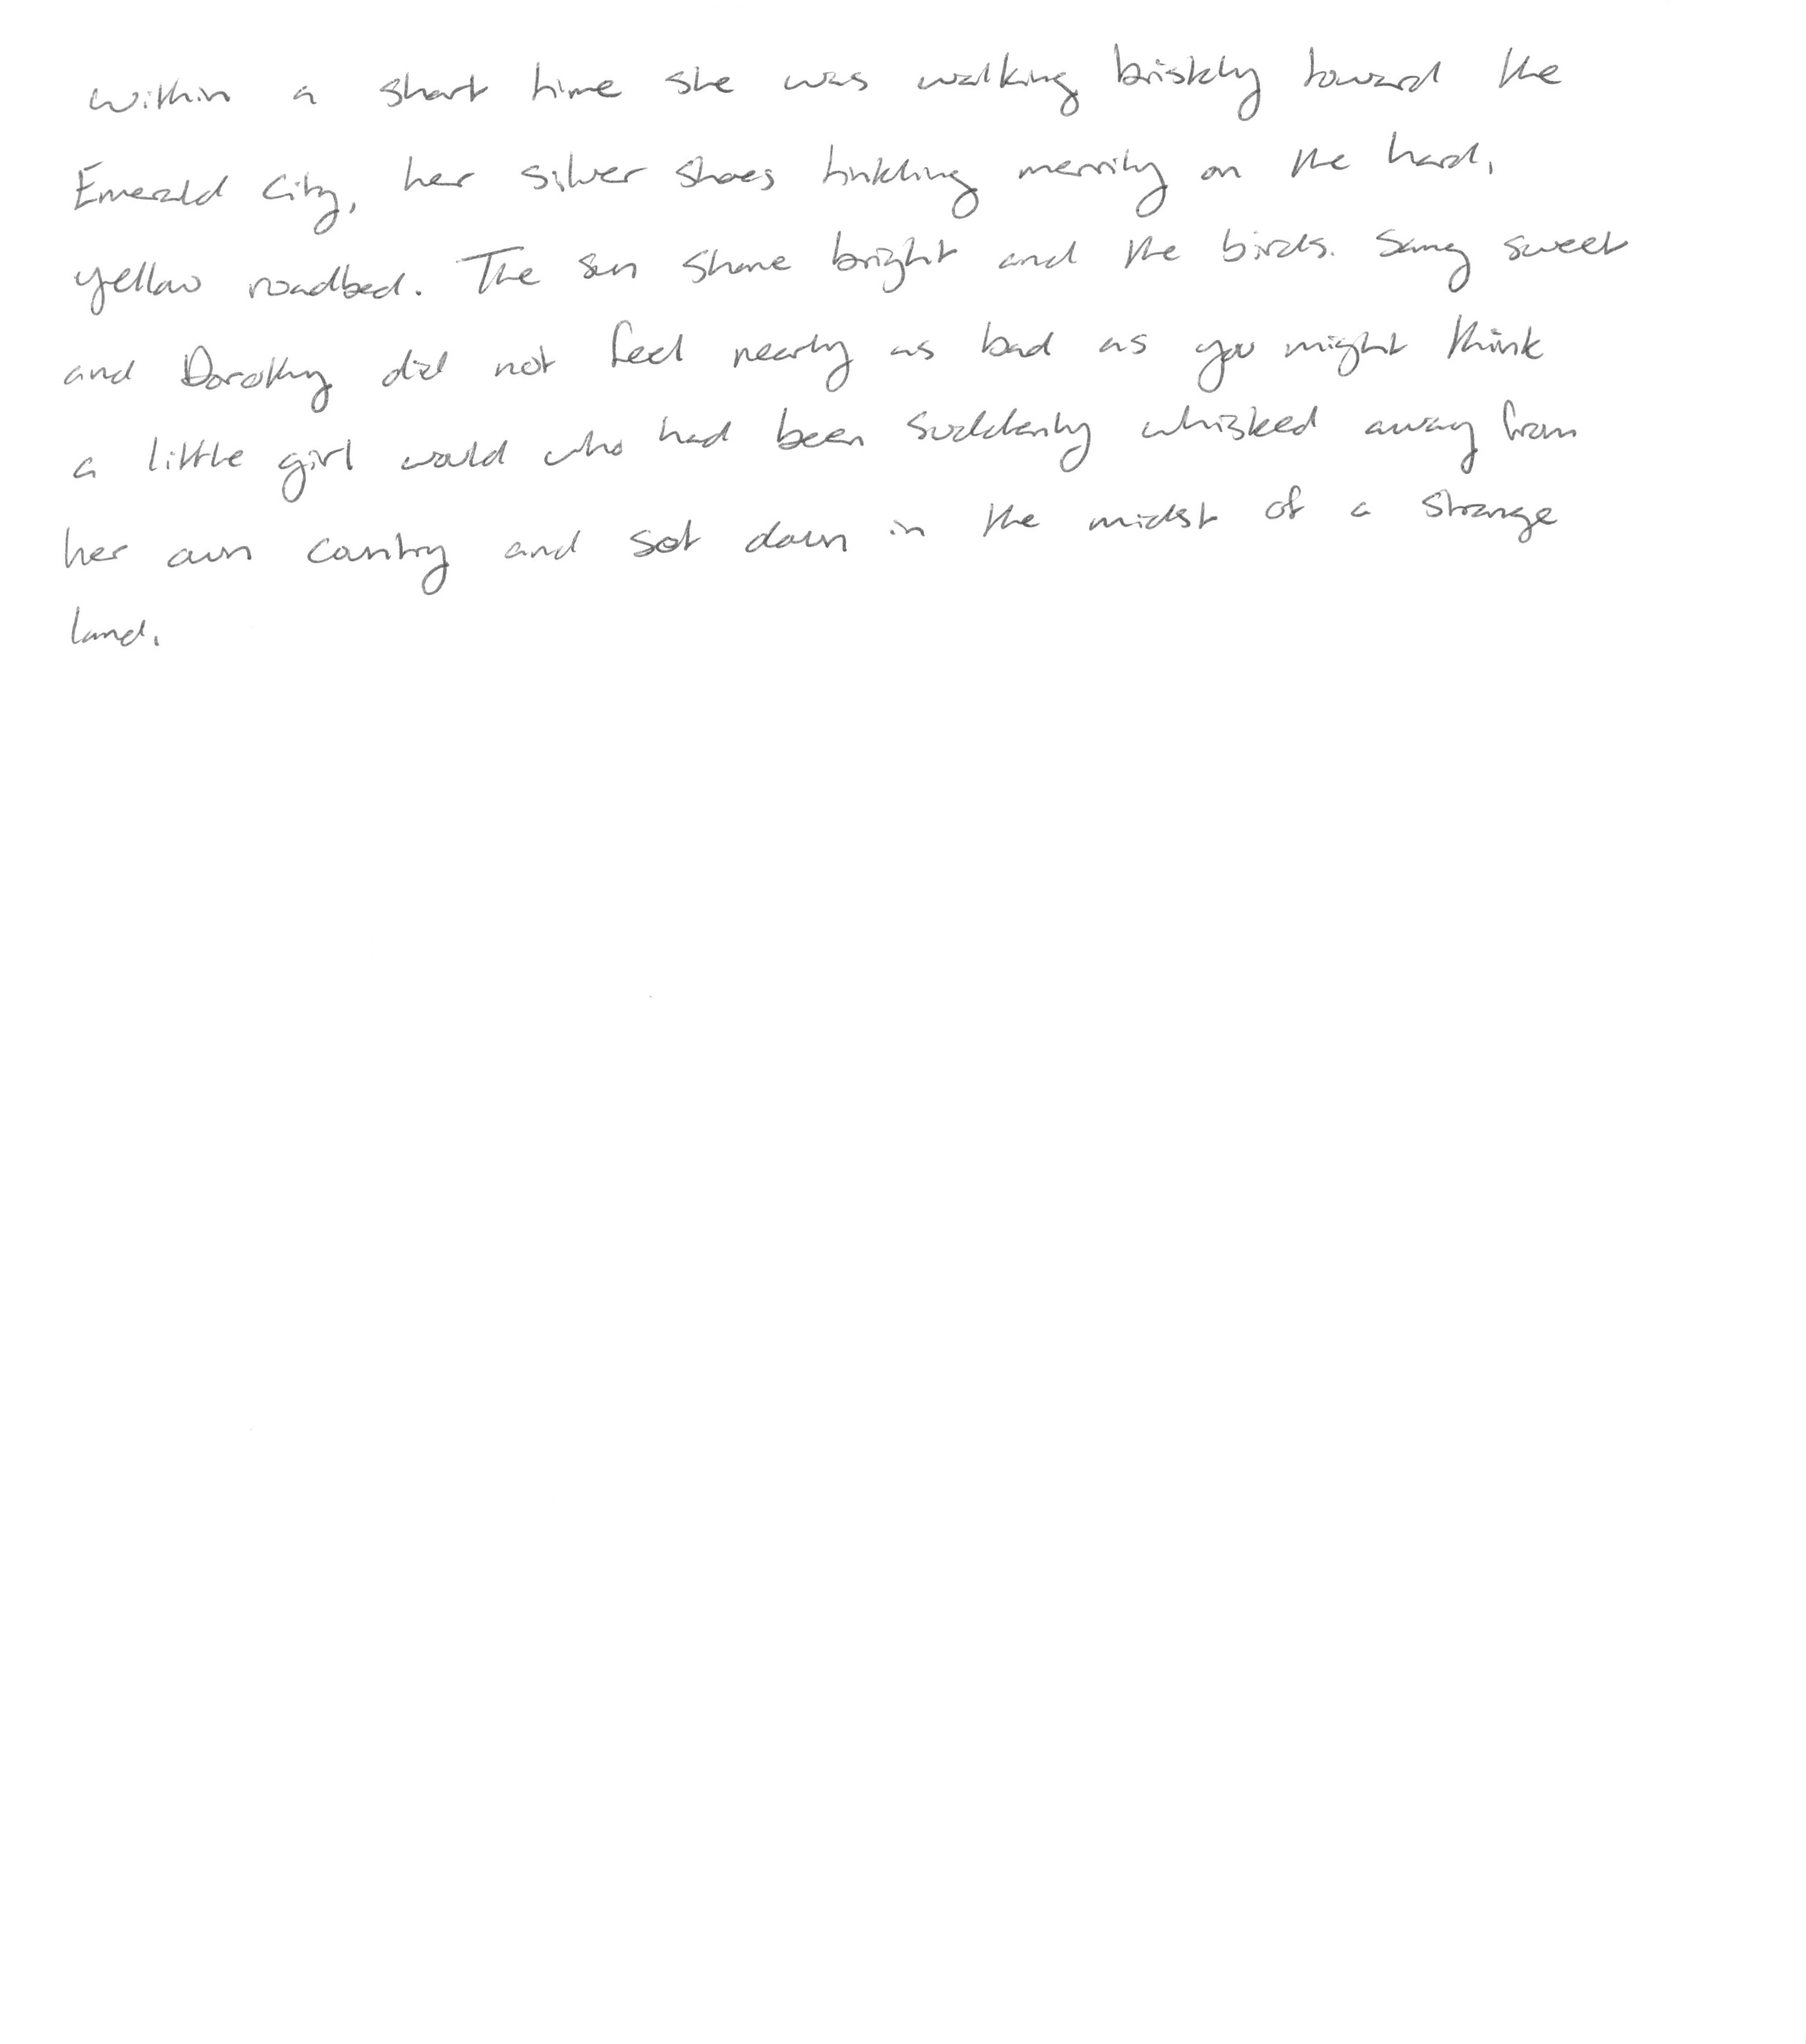 within a short time she was walking briskly toward the
Emerald City, her silver shoes tinkling merrily on the hard,
yellow roadbed. The sun shone bright and the birds. sang sweet
and Dorothy did not feel nearly as bad as you might think
a little girl would who had been suddenly whisked away from
her own country and set down in the midst of a strange
land.